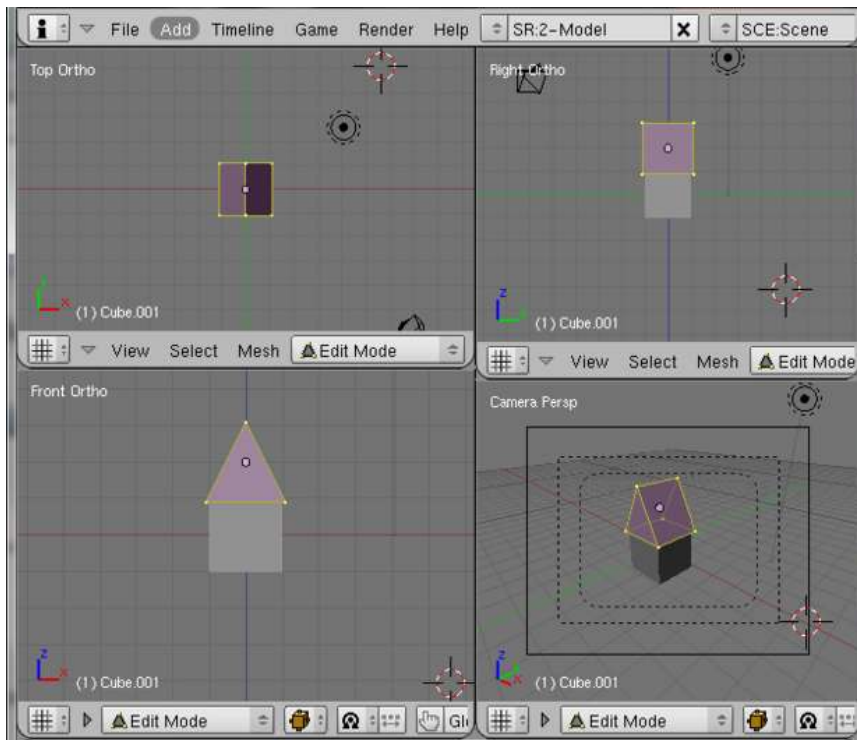 File Add Timeline Game Render Help SR:2-Model SCE:Scene
Top Ortho
Right Ortho
x
(1) Cube.001
z
(1) Cube.001
View Select Mesh Edit Mode
View Select Mesh Edit Mode
Front Ortho
Camera Persp
z
x
(1) Cube.001
z
(1) Cube.001
Edit Mode
Edit Mode